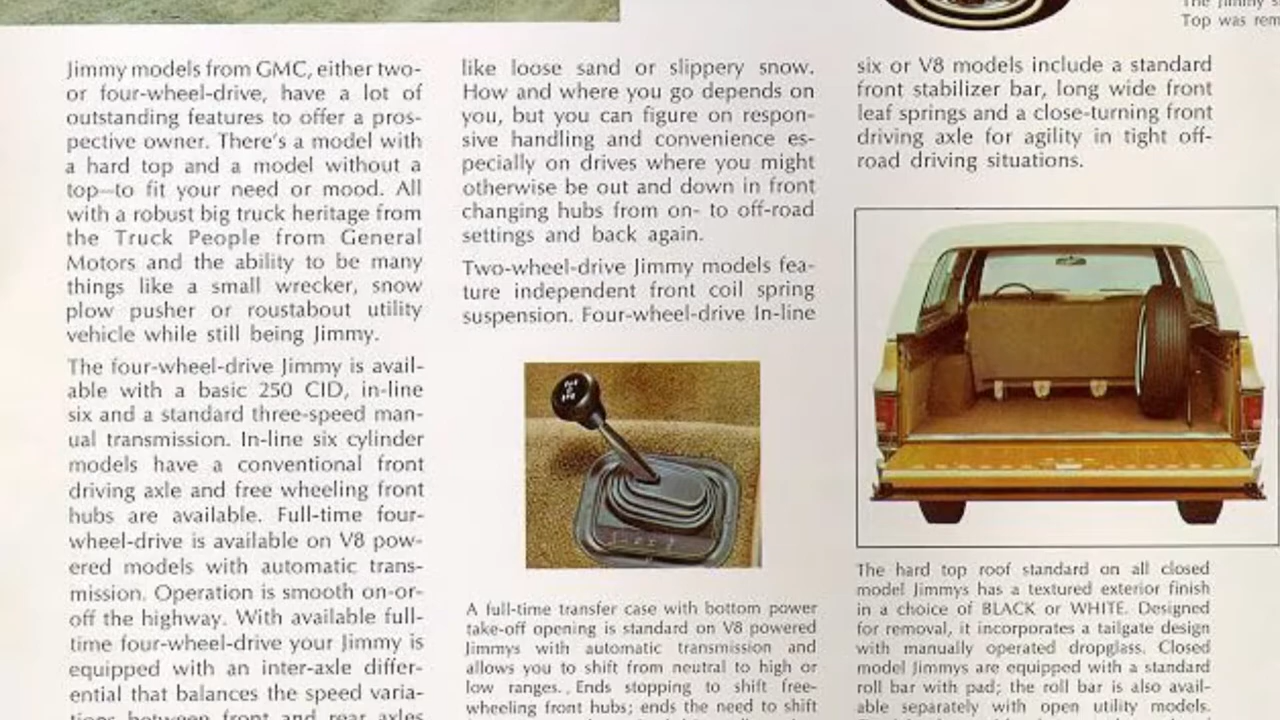 Top was rem
Jimmy models from GMC, either two-
or four-wheel-drive, have a lot of
outstanding features to offer a pros-
pective owner. There's a model with
a hard top and a model without a
top—to fit your need or mood. All
with a robust big truck heritage from
the Truck People from General
Motors and the ability to be many
things like a small wrecker, snow
plow pusher or roustabout utility
vehicle while still being Jimmy.
The four-wheel-drive Jimmy is avail-
able with a basic 250 CID, in-line
six and a standard three-speed man-
ual transmission. In-line six cylinder
models have a conventional front
driving axle and free wheeling front
hubs are available. Full-time four-
wheel-drive is available on V8 pow-
ered models with automatic trans-
mission. Operation is smooth on-or-
off the highway. With available full-
time four-wheel-drive your Jimmy is
equipped with an inter-axle differ-
ential that balances the speed varia-
tions between front and rear axles
like loose sand or slippery snow.
How and where you go depends on
you, but you can figure on respon-
sive handling and convenience es-
pecially on drives where you might
otherwise be out and down in front
changing hubs from on- to off-road
settings and back again.
Two-wheel-drive Jimmy models fea-
ture independent front coil spring
suspension. Four-wheel-drive In-line
A full-time transfer case with bottom power
take-off opening is standard on V8 powered
Jimmys with automatic transmission and
allows you to shift from neutral to high or
low ranges. Ends stopping to shift free-
wheeling front hubs; ends the need to shift
six or V8 models include a standard
front stabilizer bar, long wide front
leaf springs and a close-turning front
driving axle for agility in tight off-
road driving situations.
The hard top roof standard on all closed
model Jimmys has a textured exterior finish
in a choice of BLACK or WHITE. Designed
for removal, it incorporates a tailgate design
with manually operated dropglass. Closed
model Jimmys are equipped with a standard
roll bar with pad; the roll bar is also avail-
able separately with open utility models.